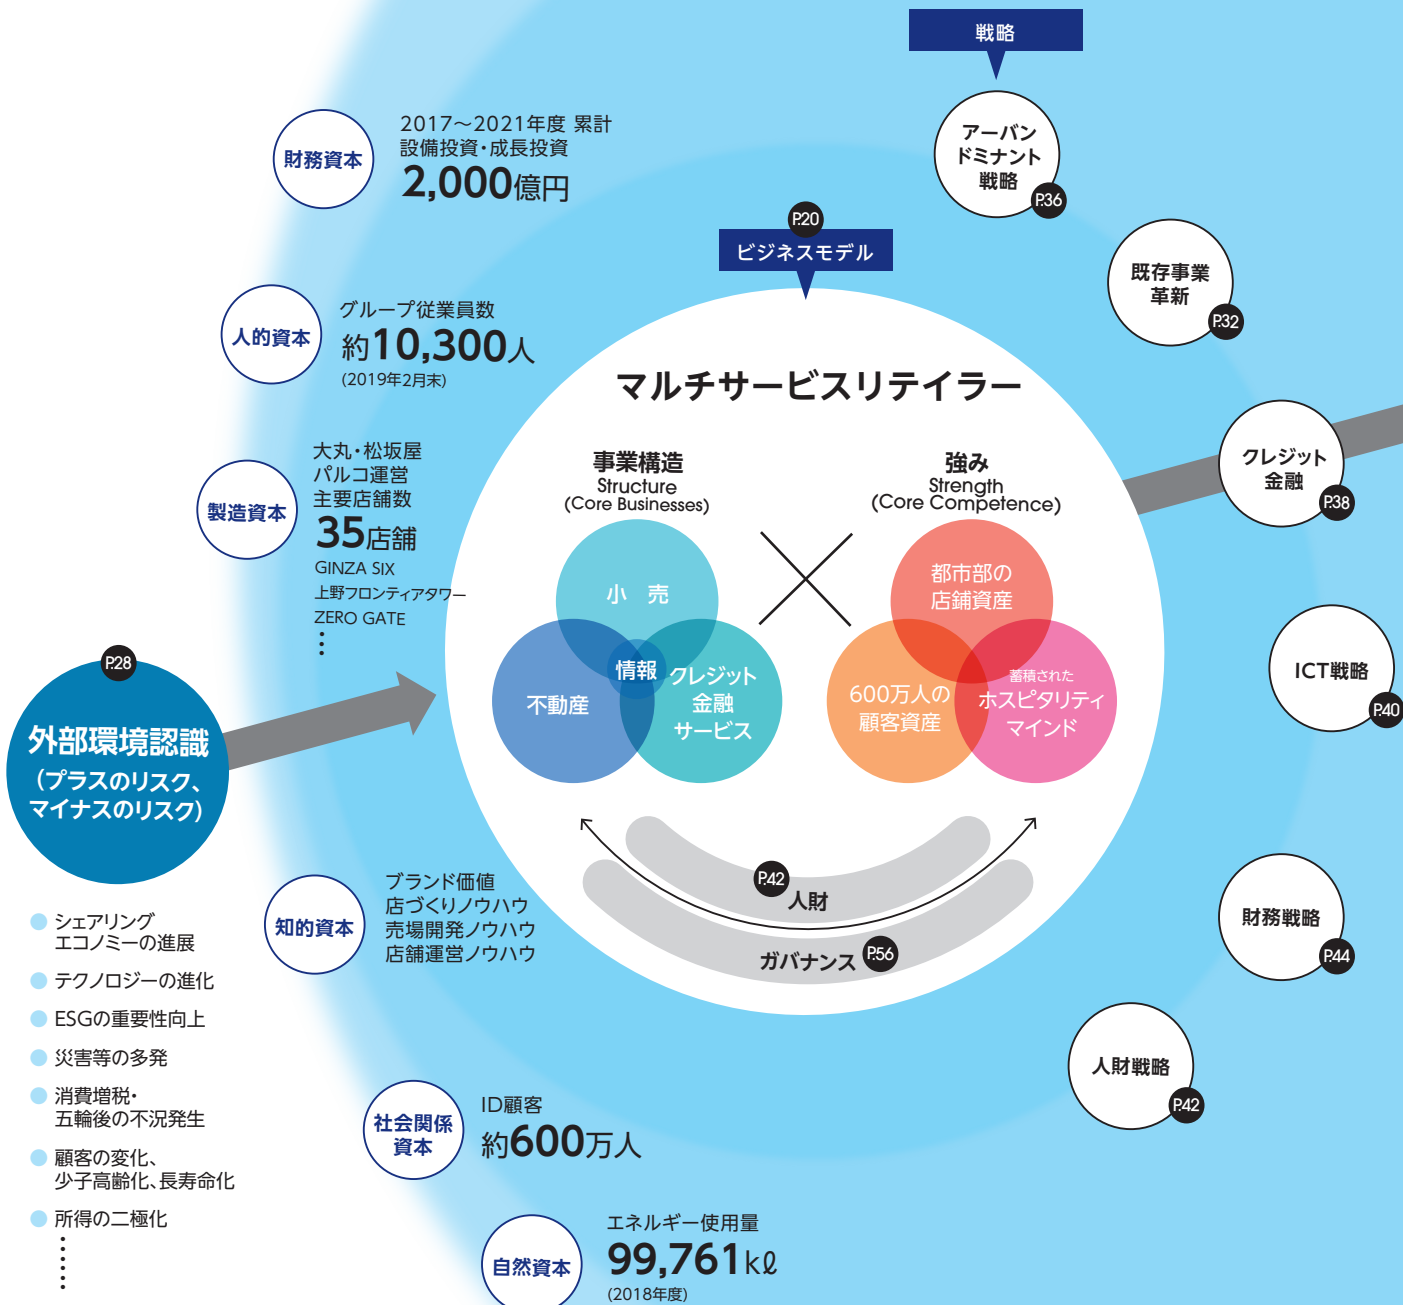 戦略
アーバン
ドミナント
戦略
P.36
既存事業
革新
P.32
クレジット
金融
P.38
ICT戦略
P.40
財務戦略
P.44
人財戦略
P.42
財務資本
2017～2021年度 累計
設備投資・成長投資
2,000億円
人的資本
グループ従業員数
約10,300人
(2019年2月末)
製造資本
大丸・松坂屋
パルコ運営
主要店舗数
35店舗
GINZA SIX
上野フロンティアタワー
ZERO GATE
⋮
P.20
ビジネスモデル
マルチサービスリテイラー
事業構造
Structure
(Core Businesses)
小　売
不動産
情報
クレジット
金融
サービス
強み
Strength
(Core Competence)
都市部の
店舗資産
600万人の
顧客資産
蓄積された
ホスピタリティ
マインド
P.42
人財
ガバナンス
P.56
P.28
外部環境認識
(プラスのリスク、
マイナスのリスク)
シェアリング
エコノミーの進展
テクノロジーの進化
ESGの重要性向上
災害等の多発
消費増税・
五輪後の不況発生
顧客の変化、
少子高齢化、長寿命化
所得の二極化
⋮
知的資本
ブランド価値
店づくりノウハウ
売場開発ノウハウ
店舗運営ノウハウ
社会関係
資本
ID顧客
約600万人
自然資本
エネルギー使用量
99,761kℓ
(2018年度)